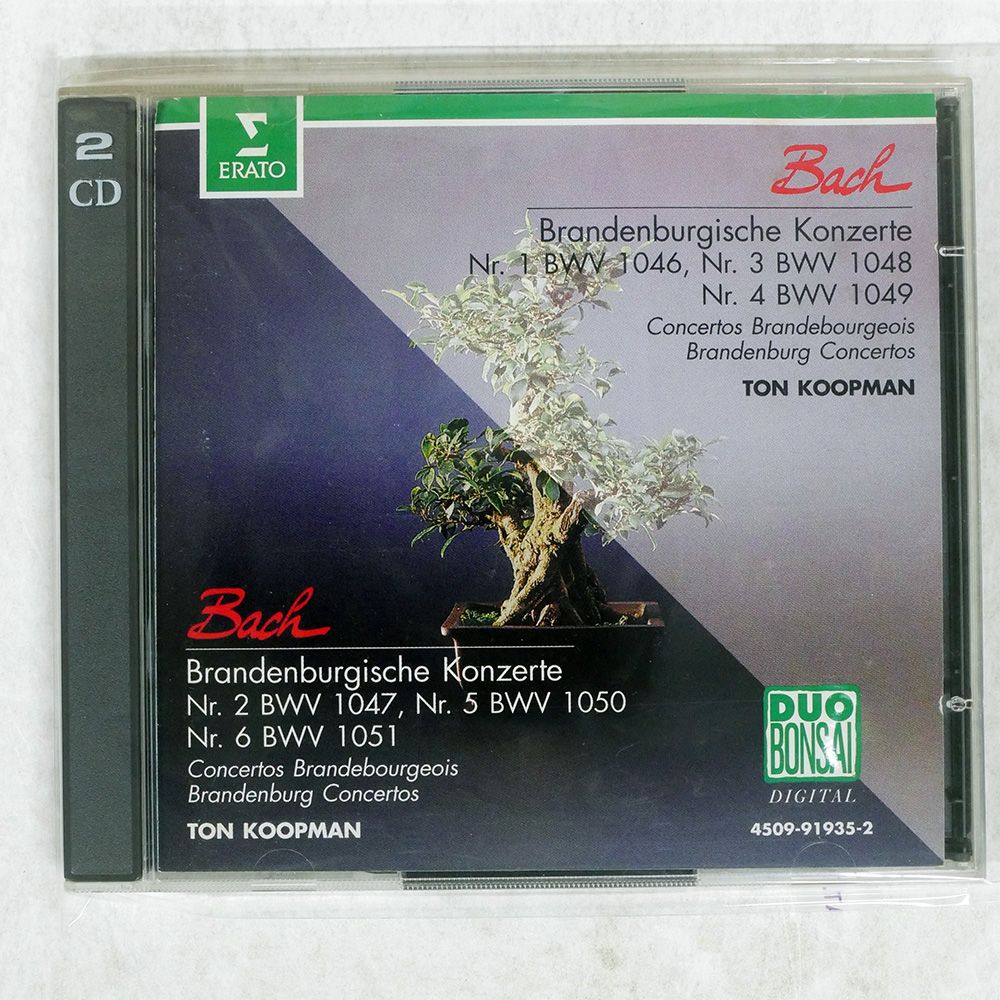 2
CD
ERATO
Bach
Brandenburgische Konzerte
Nr. 1 BWV 1046, Nr. 3 BWV 1048
Nr. 4 BWV 1049
Concertos Brandebourgeois
Brandenburg Concertos
TON KOOPMAN
Bach
Brandenburgische Konzerte
Nr. 2 BWV 1047, Nr. 5 BWV 1050
Nr. 6 BWV 1051
Concertos Brandebourgeois
Brandenburg Concertos
TON KOOPMAN
DUO
BONSAI
DIGITAL
4509-91935-2